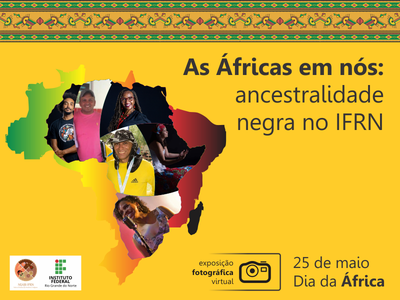 As Áfricas em nós:
ancestralidade
negra no IFRN
exposição
fotográfica
virtual
25 de maio
Dia da África
INSTITUTO
FEDERAL
Rio Grande do Norte